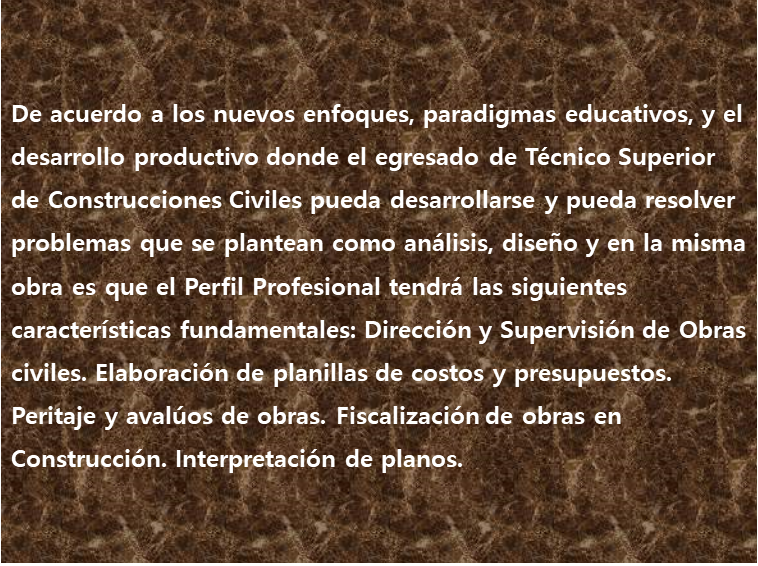 De acuerdo a los nuevos enfoques, paradigmas educativos, y el
desarrollo productivo donde el egresado de Técnico Superior
de Construcciones Civiles pueda desarrollarse y pueda resolver
problemas que se plantean como análisis, diseño y en la misma
obra es que el Perfil Profesional tendrá las siguientes
características fundamentales: Dirección y Supervisión de Obras
civiles. Elaboración de planillas de costos y presupuestos.
Peritaje y avalúos de obras. Fiscalización de obras en
Construcción. Interpretación de planos.